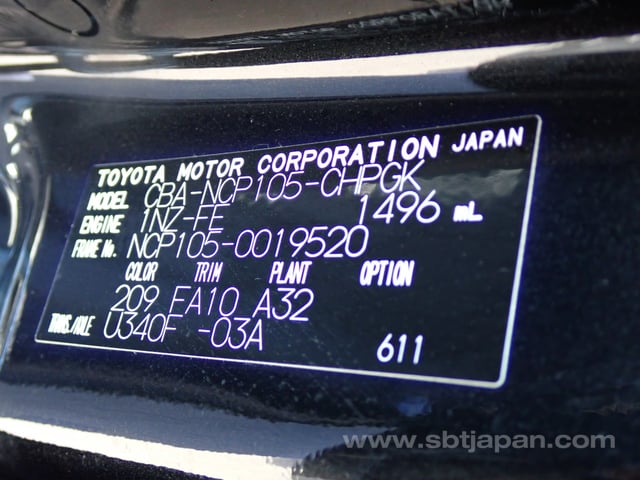 TOYOTA MOTOR CORPORATION JAPAN
MODEL CBA-NCP105-CHPGK
ENGINE 1NZ-FE 1496 mL
FRAME No. NCP105-0019520
COLOR TRIM PLANT OPTION
209 FA10 A32
TRANS./AXLE U340F -03A
611
www.sbtjapan.com